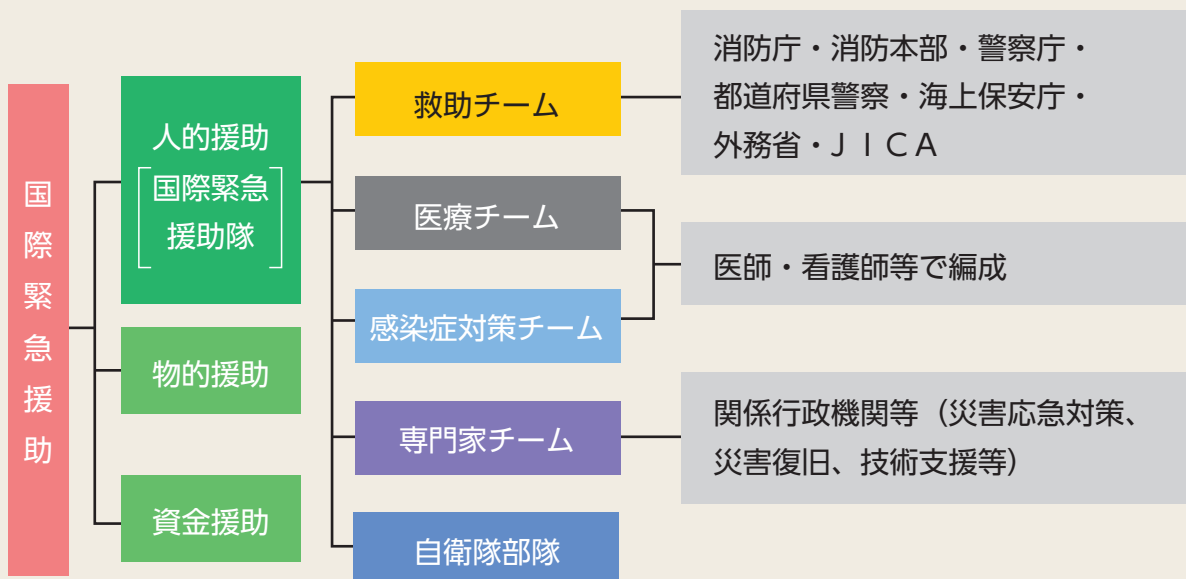 国際緊急援助
人的援助
国際緊急
援助隊
物的援助
資金援助
救助チーム
医療チーム
感染症対策チーム
専門家チーム
自衛隊部隊
消防庁・消防本部・警察庁・
都道府県警察・海上保安庁・
外務省・ＪＩＣＡ
医師・看護師等で編成
関係行政機関等（災害応急対策、
災害復旧、技術支援等）